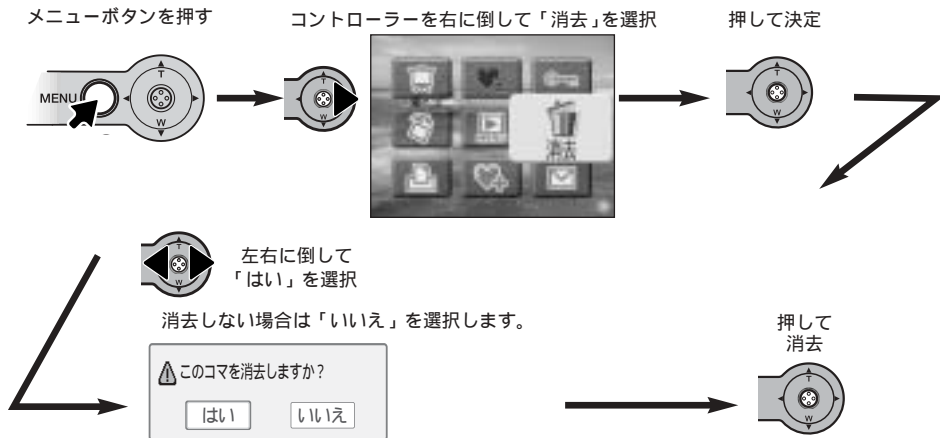 メニューボタンを押す
コントローラーを右に倒して「消去」を選択
押して決定
MENU
T
W
W
消去
T
W
T
W
左右に倒して
「はい」を選択
消去しない場合は「いいえ」を選択します。
このコマを消去しますか?
はい いいえ
押して
消去
T
W